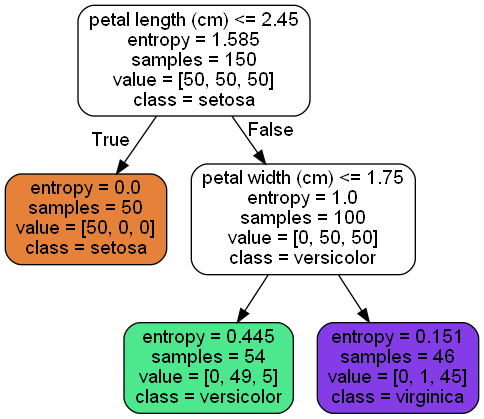 petal length (cm) <= 2.45
entropy = 1.585
samples = 150
value = [50, 50, 50]
class = setosa
True
False
entropy = 0.0
samples = 50
value = [50, 0, 0]
class = setosa
petal width (cm) <= 1.75
entropy = 1.0
samples = 100
value = [0, 50, 50]
class = versicolor
entropy = 0.445
samples = 54
value = [0, 49, 5]
class = versicolor
entropy = 0.151
samples = 46
value = [0, 1, 45]
class = virginica